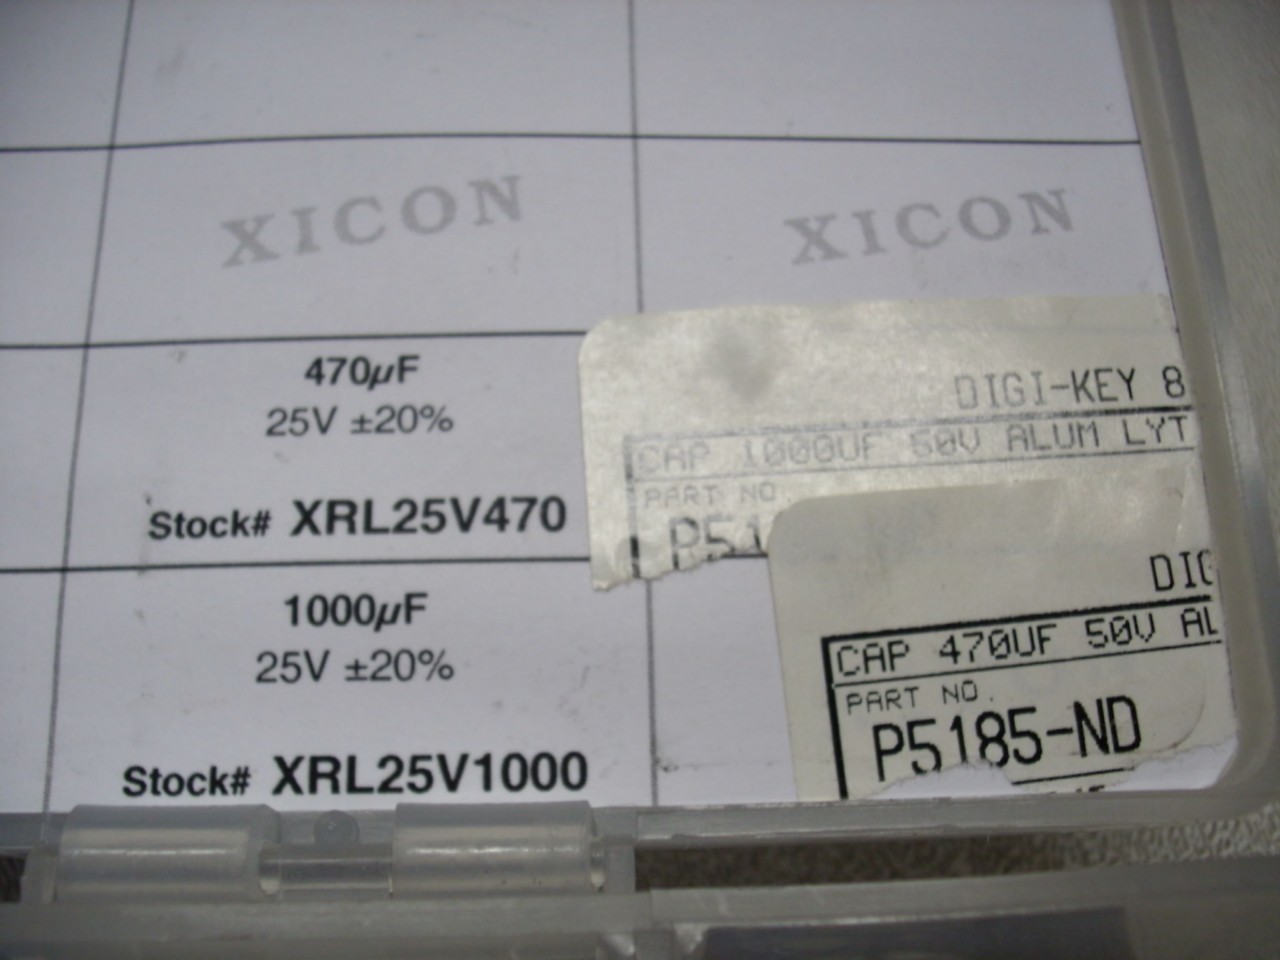 XICON
XICON
470µF
25V ±20%
Stock# XRL25V470
1000µF
25V ±20%
Stock# XRL25V1000
DIGI-KEY 8
CAP 1000UF 50V ALUM LYT
PART NO.
P51
DIG
CAP 470UF 50V AL
PART NO.
P5185-ND